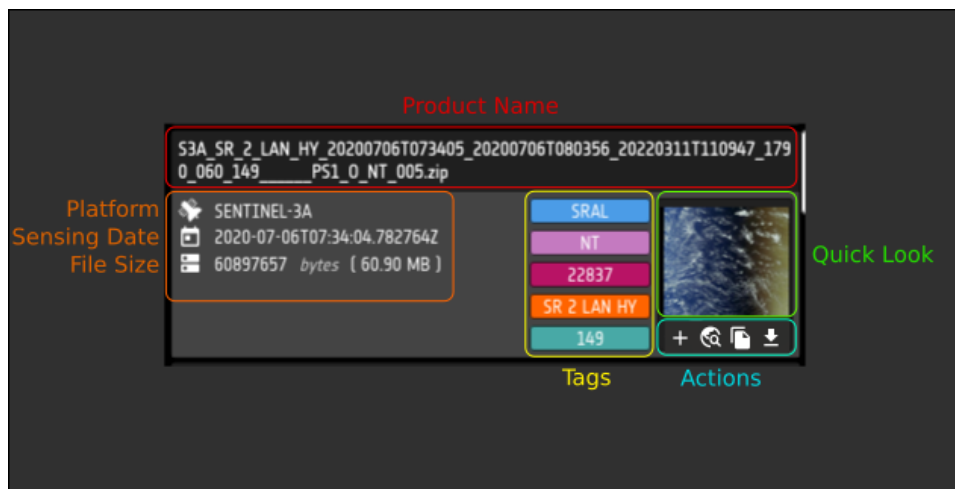 Product Name
S3A_SR_2_LAN_HY_20200706T073405_20200706T080356_20220311T110947_179
0_060_149______PS1_O_NT_005.zip
Platform
Sensing Date
File Size
SENTINEL-3A
2020-07-06T07:34:04.782764Z
60897657 bytes ( 60.90 MB )
SRAL
NT
22837
SR 2 LAN HY
149
Quick Look
Tags
Actions